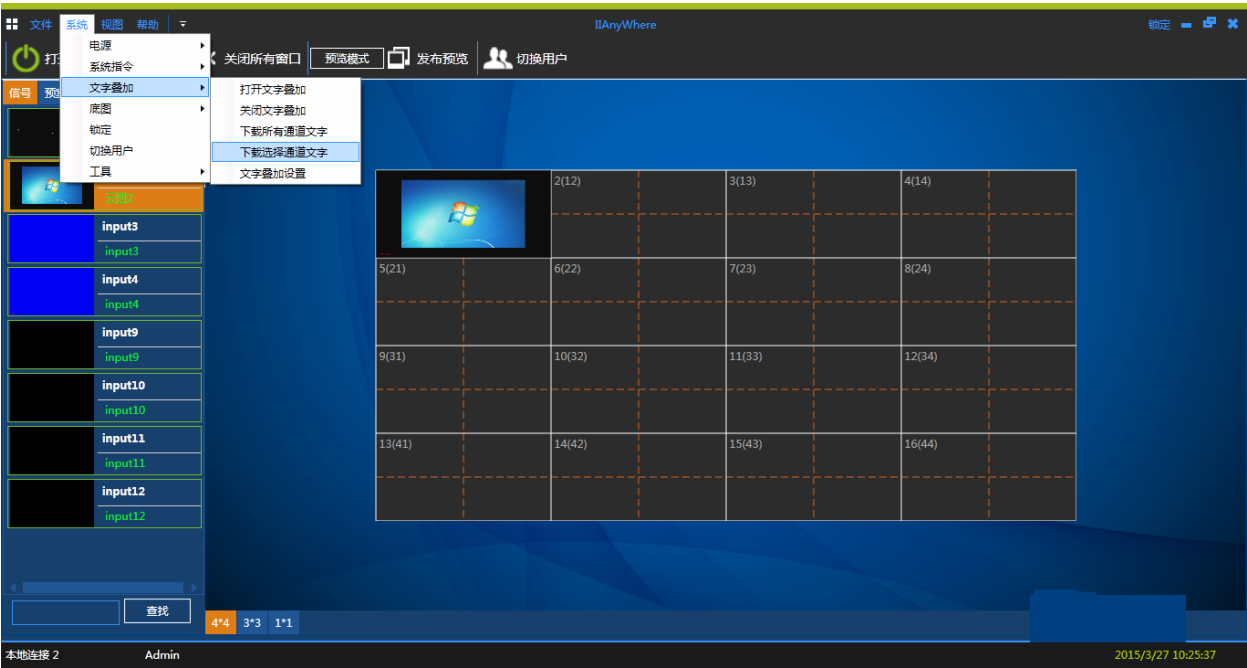 文件 系统 视图 帮助 IIAnyWhere 锁定
打 关闭所有窗口 预览模式 发布预览 切换用户
电源
系统指令
文字叠加
底图
锁定
切换用户
工具
打开文字叠加
关闭文字叠加
下载所有通道文字
下载选择通道文字
文字叠加设置
信号 预
云图2
input3
input3
input4
input4
input9
input9
input10
input10
input11
input11
input12
input12
查找
2(12) 3(13) 4(14)
5(21) 6(22) 7(23) 8(24)
9(31) 10(32) 11(33) 12(34)
13(41) 14(42) 15(43) 16(44)
4*4 3*3 1*1
本地连接 2 Admin 2015/3/27 10:25:37